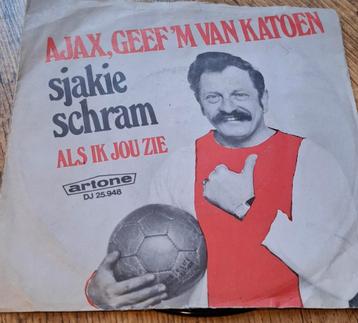 AJAX, GEEF 'M VAN KATOEN
sjakie
schram
ALS IK JOU ZIE
artone
DJ 25.948